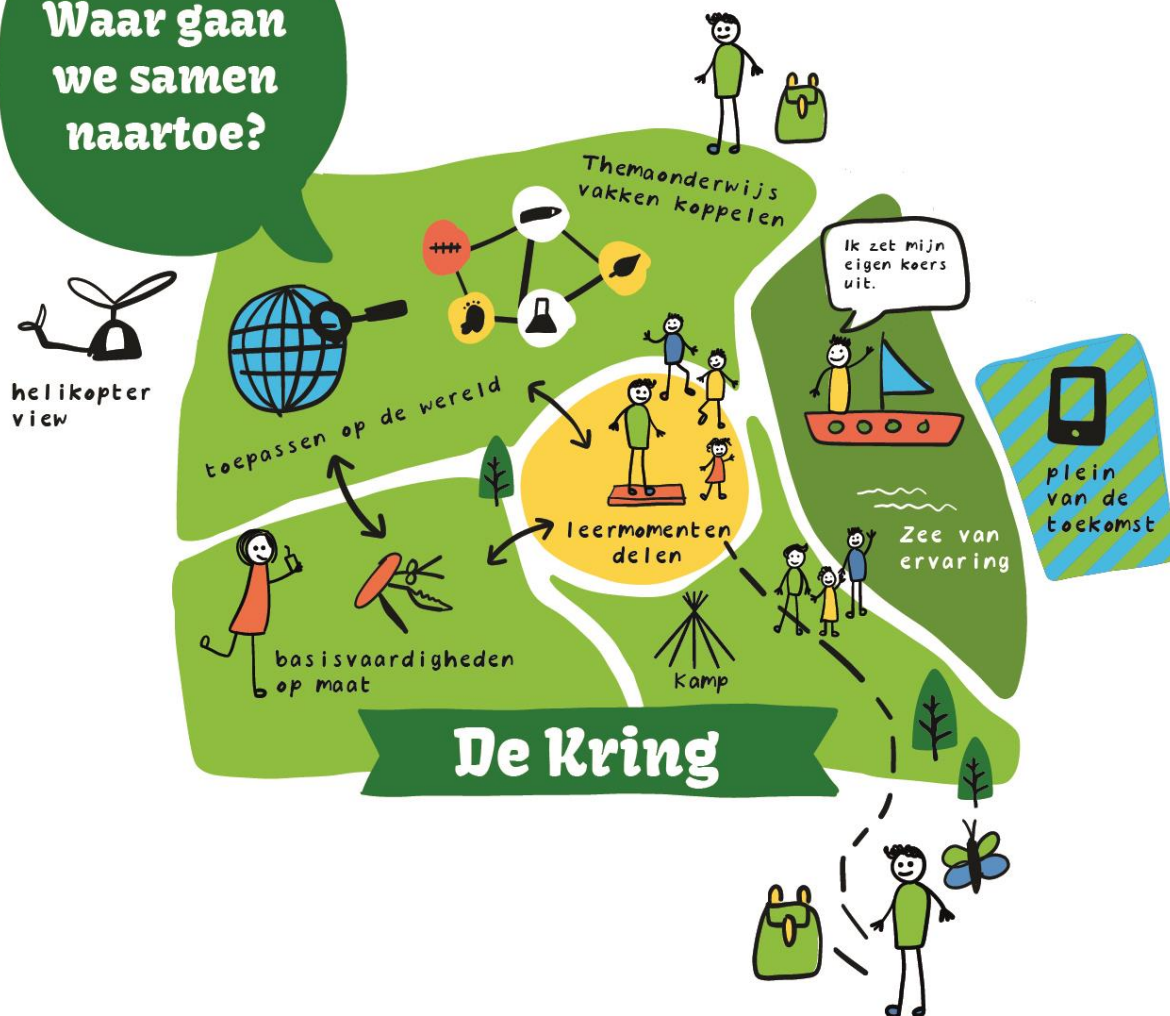 Waar gaan
we samen
naartoe?
Themaonderwijs
vakken koppelen
Ik zet mijn
eigen koers
uit.
helikopter
view
toepassen op de wereld
plein
van de
toekomst
leermomenten
delen
Zee van
ervaring
basisvaardigheden
op maat
Kamp
De Kring